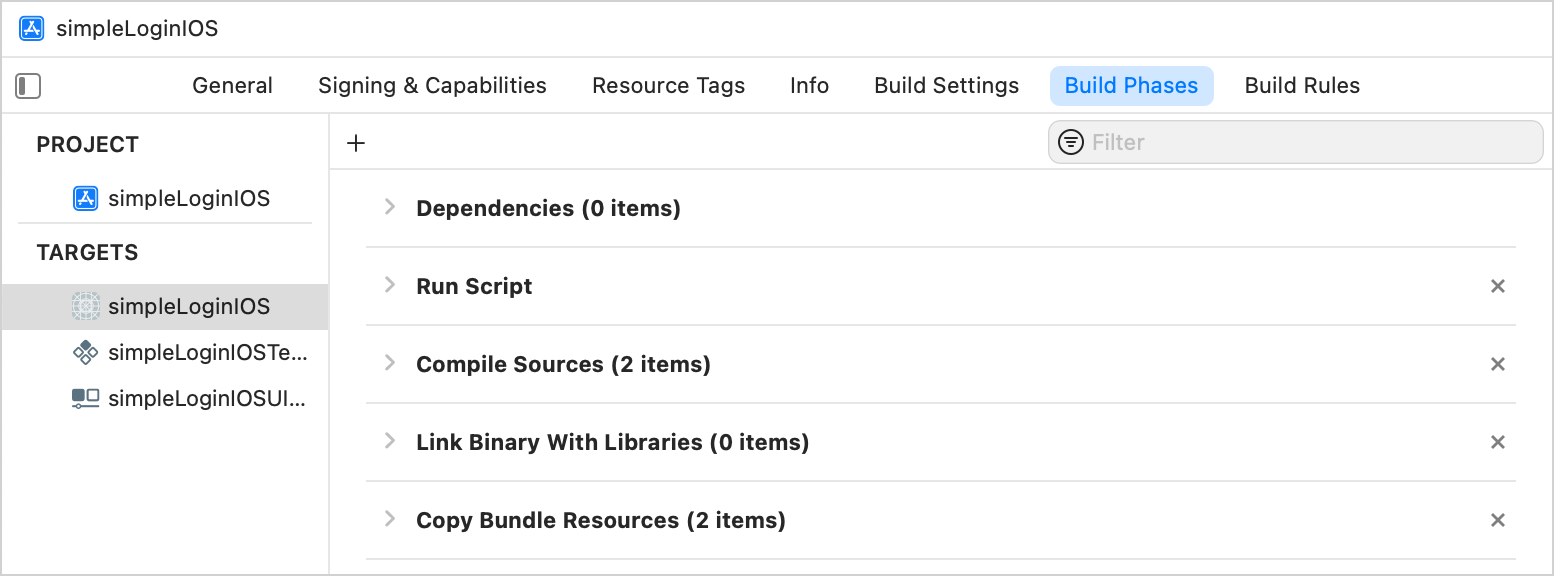 simpleLoginIOS
General Signing & Capabilities Resource Tags Info Build Settings Build Phases Build Rules
PROJECT
simpleLoginIOS
TARGETS
simpleLoginIOS
simpleLoginIOSTe...
simpleLoginIOSUI...
+ Filter
Dependencies (0 items)
Run Script
Compile Sources (2 items)
Link Binary With Libraries (0 items)
Copy Bundle Resources (2 items)